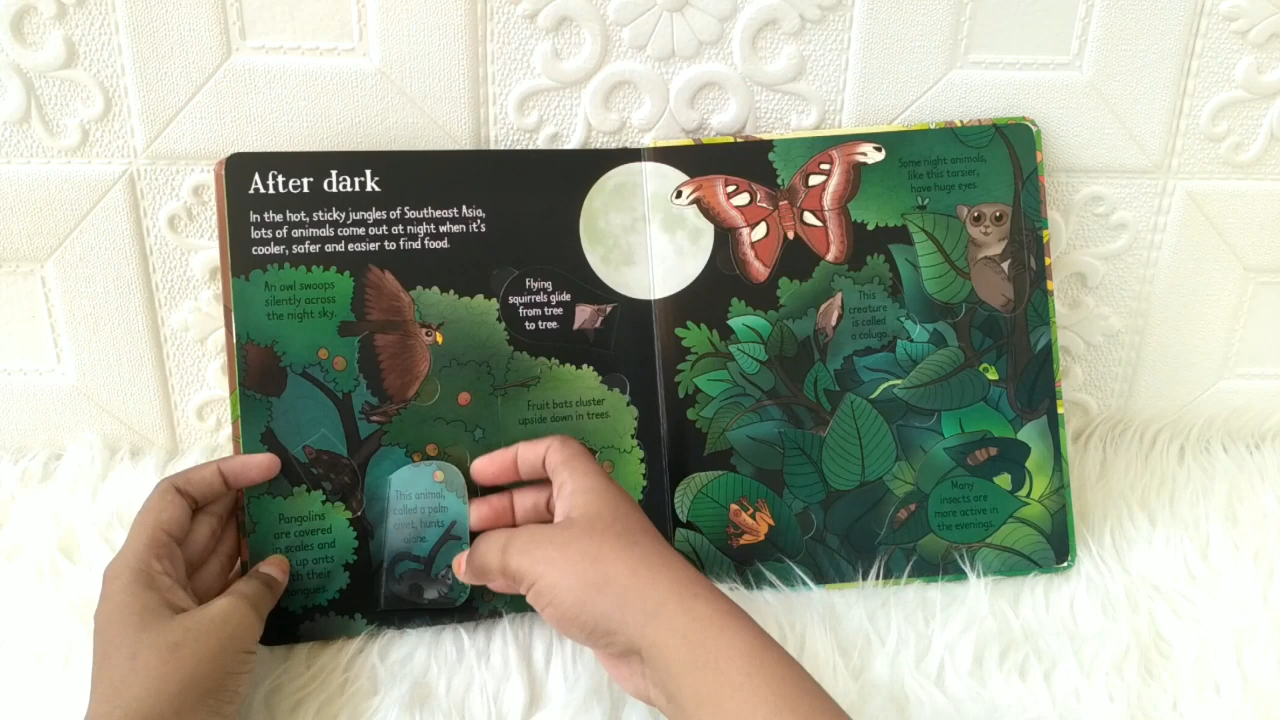 After dark
In the hot, sticky jungles of Southeast Asia,
lots of animals come out at night when it's
cooler, safer and easier to find food.
An owl swoops
silently across
the night sky.
Flying
squirrels glide
from tree
to tree.
Fruit bats cluster
upside down in trees.
This animal,
called a palm
civet, hunts
alone.
Pangolins
are covered
in scales and
up ants
their
Some night animals,
like this tarsier,
have huge eyes.
This
creature
is called
a colugo.
Many
insects are
more active in
the evenings.